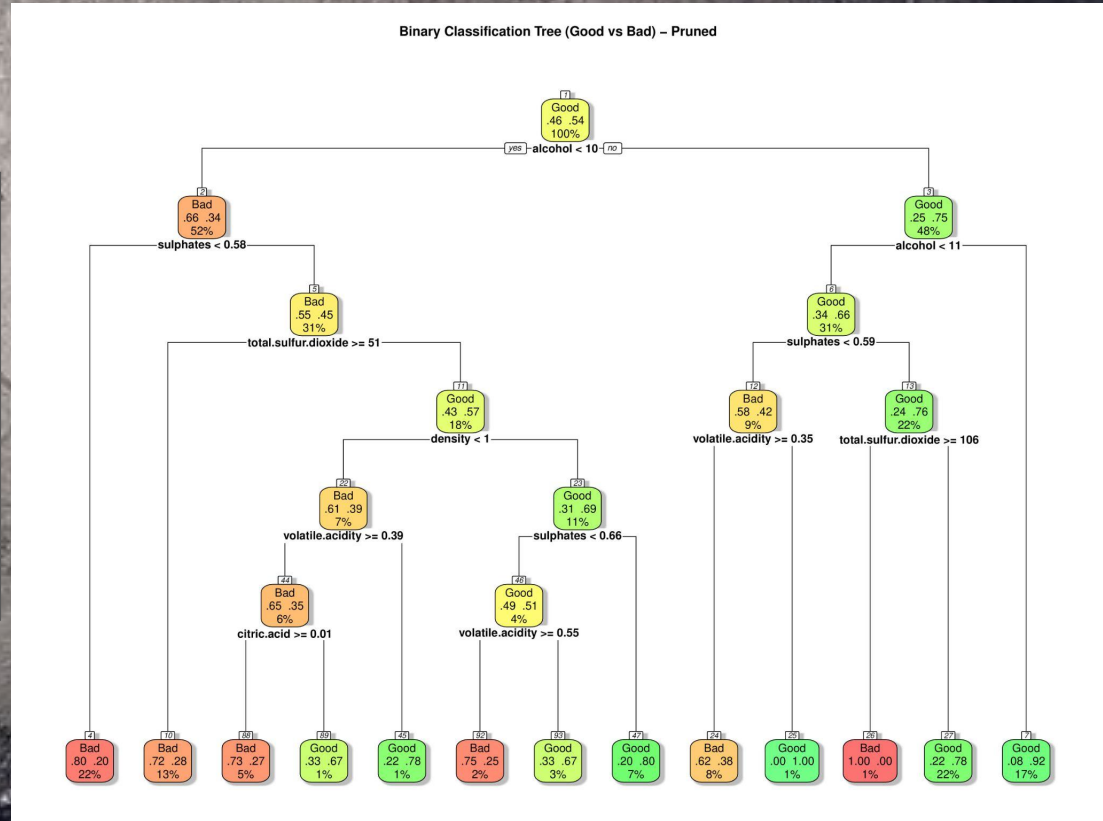 Binary Classification Tree (Good vs Bad) – Pruned
1
Good
.46 .54
100%
yes alcohol < 10 no
2
Bad
.66 .34
52%
sulphates < 0.58
3
Good
.25 .75
48%
alcohol < 11
5
Bad
.55 .45
31%
total.sulfur.dioxide >= 51
6
Good
.34 .66
31%
sulphates < 0.59
11
Good
.43 .57
18%
density < 1
12
Bad
.58 .42
9%
volatile.acidity >= 0.35
13
Good
.24 .76
22%
total.sulfur.dioxide >= 106
22
Bad
.61 .39
7%
volatile.acidity >= 0.39
23
Good
.31 .69
11%
sulphates < 0.66
44
Bad
.65 .35
6%
citric.acid >= 0.01
46
Good
.49 .51
4%
volatile.acidity >= 0.55
4
Bad
.80 .20
22%
10
Bad
.72 .28
13%
88
Bad
.73 .27
5%
89
Good
.33 .67
1%
45
Good
.22 .78
1%
92
Bad
.75 .25
2%
93
Good
.33 .67
3%
47
Good
.20 .80
7%
24
Bad
.62 .38
8%
25
Good
.00 1.00
1%
26
Bad
1.00 .00
1%
27
Good
.22 .78
22%
7
Good
.08 .92
17%